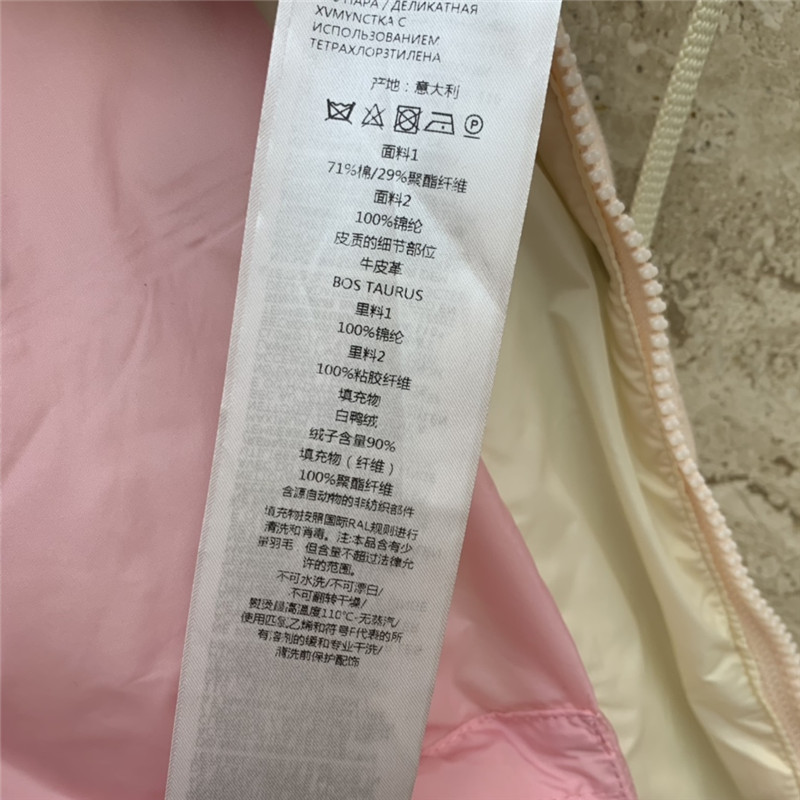 ПАРА / ДЕЛИКАТНАЯ
XVMYNCTKA C
ИСПОЛЬЗОВАНИЕМ
ТЕТРАХЛОРЗТИЛЕНА
产地：意大利
P
面料1
71%棉/29%聚酯纤维
面料2
100%锦纶
皮质的细节部位
牛皮革
BOS TAURUS
里料1
100%锦纶
里料2
100%粘胶纤维
填充物
白鸭绒
绒子含量90%
填充物（纤维）
100%聚酯纤维
含源自动物的非纺织部件
填充物按照国际RAL规则进行
清洗和消毒。注:本品含有少
量羽毛 但含量不超过法律允
许的范围。
不可水洗/不可漂白/
不可翻转干燥/
熨烫超高温度110℃-无蒸汽/
使用四氯乙烯和符号F代表的所
有溶剂的缓和专业干洗/
清洗前保护配饰